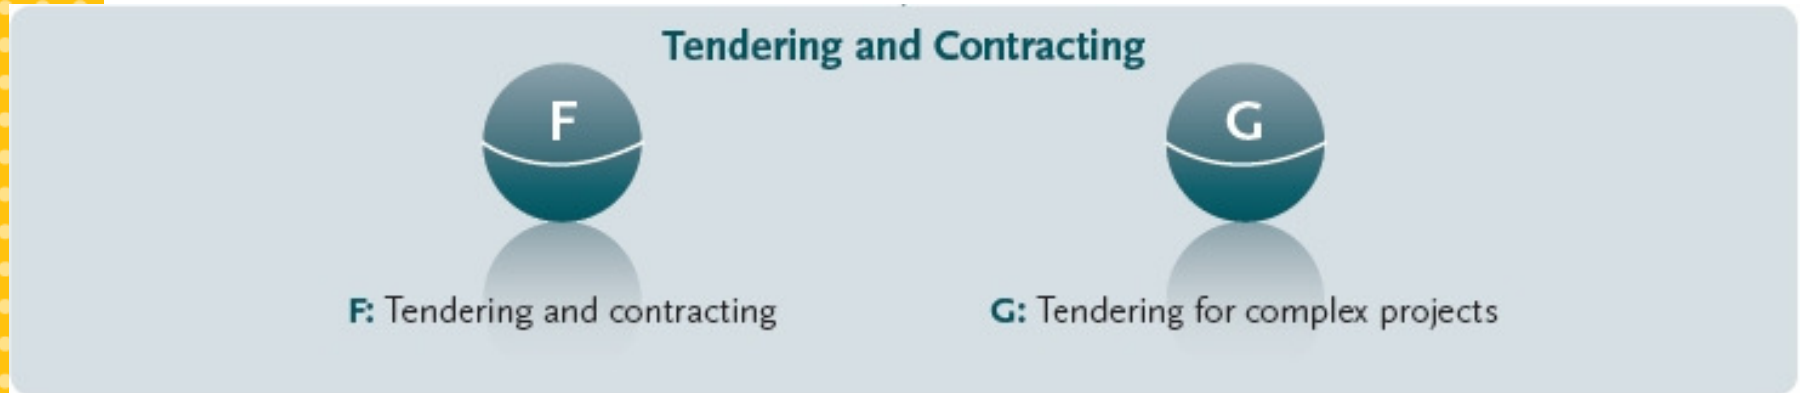 Tendering and Contracting
F
G
F: Tendering and contracting
G: Tendering for complex projects